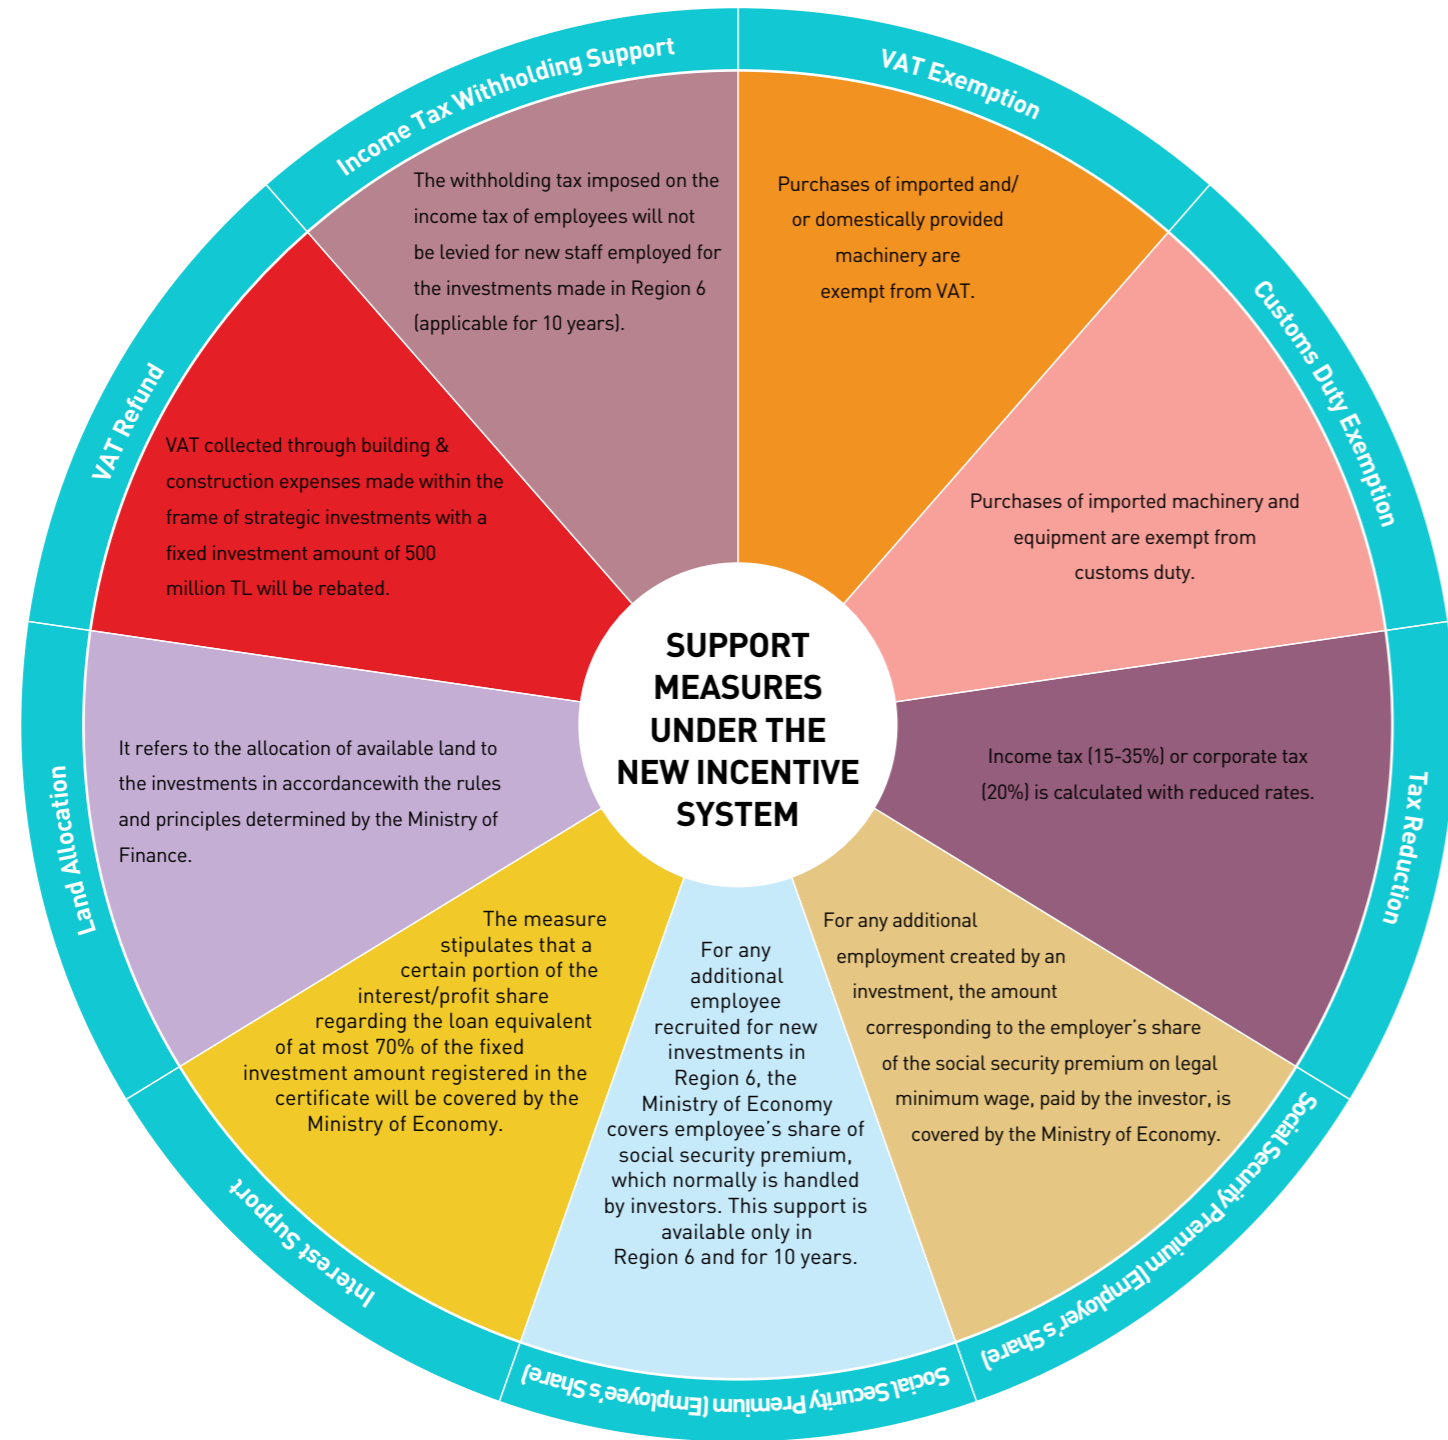 SUPPORT
MEASURES
UNDER THE
NEW INCENTIVE
SYSTEM
VAT Exemption
Purchases of imported and/
or domestically provided
machinery are
exempt from VAT.
Customs Duty Exemption
Purchases of imported machinery and
equipment are exempt from
customs duty.
Tax Reduction
Income tax (15-35%) or corporate tax
(20%) is calculated with reduced rates.
Social Security Premium (Employer's Share)
For any additional
employment created by an
investment, the amount
corresponding to the employer's share
of the social security premium on legal
minimum wage, paid by the investor, is
covered by the Ministry of Economy.
Social Security Premium (Employee's Share)
For any
additional
employee
recruited for new
investments in
Region 6, the
Ministry of Economy
covers employee's share of
social security premium,
which normally is handled
by investors. This support is
available only in
Region 6 and for 10 years.
Interest Support
The measure
stipulates that a
certain portion of the
interest/profit share
regarding the loan equivalent
of at most 70% of the fixed
investment amount registered in the
certificate will be covered by the
Ministry of Economy.
Land Allocation
It refers to the allocation of available land to
the investments in accordancewith the rules
and principles determined by the Ministry of
Finance.
VAT Refund
VAT collected through building &
construction expenses made within the
frame of strategic investments with a
fixed investment amount of 500
million TL will be rebated.
Income Tax Withholding Support
The withholding tax imposed on the
income tax of employees will not
be levied for new staff employed for
the investments made in Region 6
(applicable for 10 years).